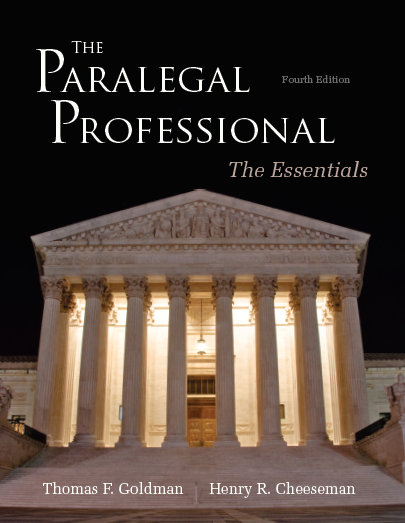 The
Paralegal
Fourth Edition
Professional
The Essentials
Thomas F. Goldman | Henry R. Cheeseman